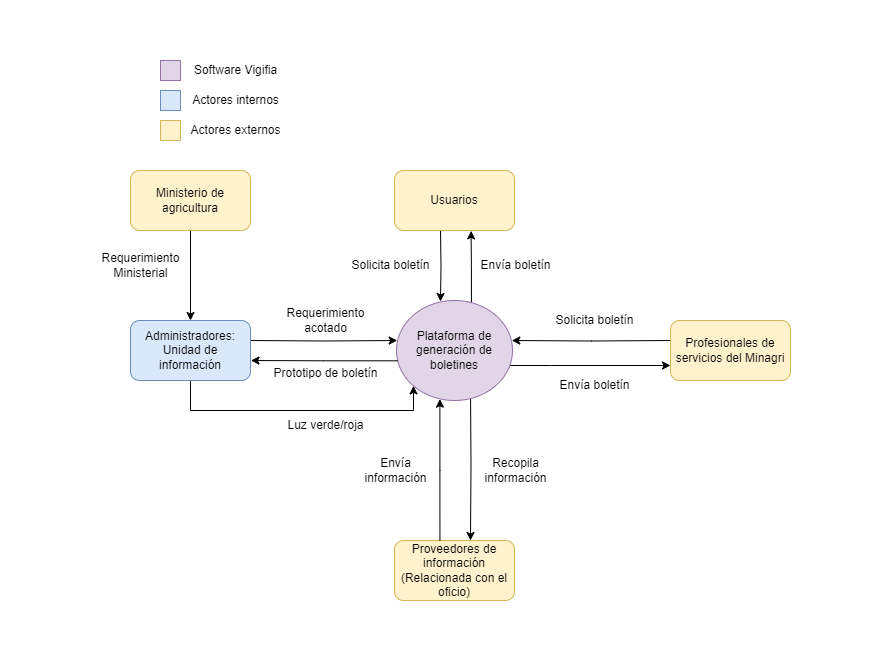 Software Vigifia
Actores internos
Actores externos
Ministerio de
agricultura
Usuarios
Requerimiento
Ministerial
Solicita boletín
Envía boletín
Administradores:
Unidad de
información
Requerimiento
acotado
Prototipo de boletín
Plataforma de
generación de
boletines
Solicita boletín
Envía boletín
Profesionales de
servicios del Minagri
Luz verde/roja
Envía
información
Recopila
información
Proveedores de
información
(Relacionada con el
oficio)